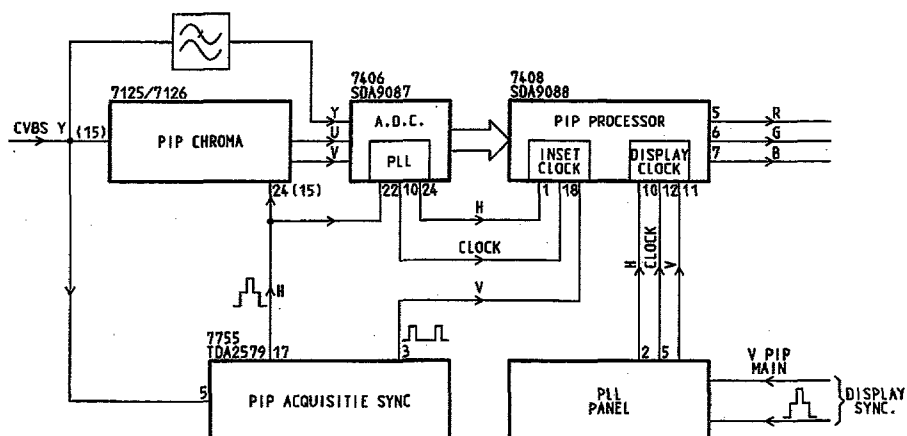 7125/7126
CVBS Y (15)
PIP CHROMA
24(15)
Y
U
V
7406
SDA9087
A.D.C.
PLL
22 10 24
7408
SDA9088
PIP PROCESSOR
INSET CLOCK
DISPLAY CLOCK
1 18
10 12 11
5 R
6 G
7 B
H
CLOCK
V
H
CLOCK
V
H
7755
TDA2579 17
3
5
PIP ACQUISITIE SYNC
2 5
PLL PANEL
V PIP
MAIN
DISPLAY
SYNC.